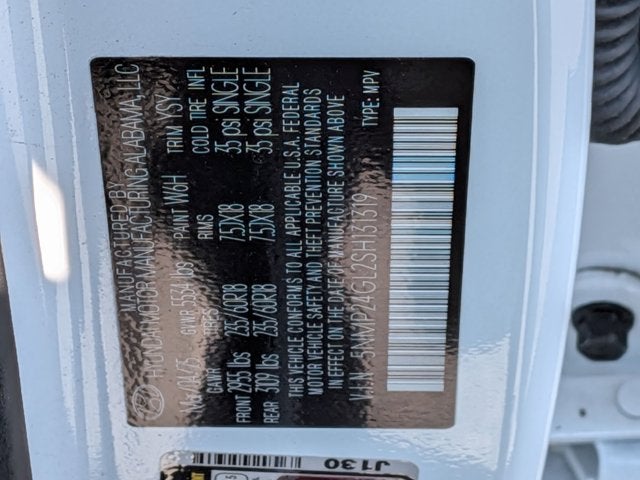 MANUFACTURED BY
HYUNDAI MOTOR MANUFACTURING ALABAMA, LLC
04/25 GVWR 5534 lbs PAINT W6H TRIM YSY
GAWR TIRES RIMS COLD TIRE INFL
FRONT 2953 lbs 235/60R18 7.5JX18 35 psi SINGLE
REAR 3109 lbs 235/60R18 7.5JX18 35 psi SINGLE
THIS VEHICLE CONFORMS TO ALL APPLICABLE U.S.A. FEDERAL
MOTOR VEHICLE SAFETY AND THEFT PREVENTION STANDARDS
IN EFFECT ON THE DATE OF MANUFACTURE SHOWN ABOVE
V.I.N. 5NMP24GL2SH131319 TYPE: MPV
J130